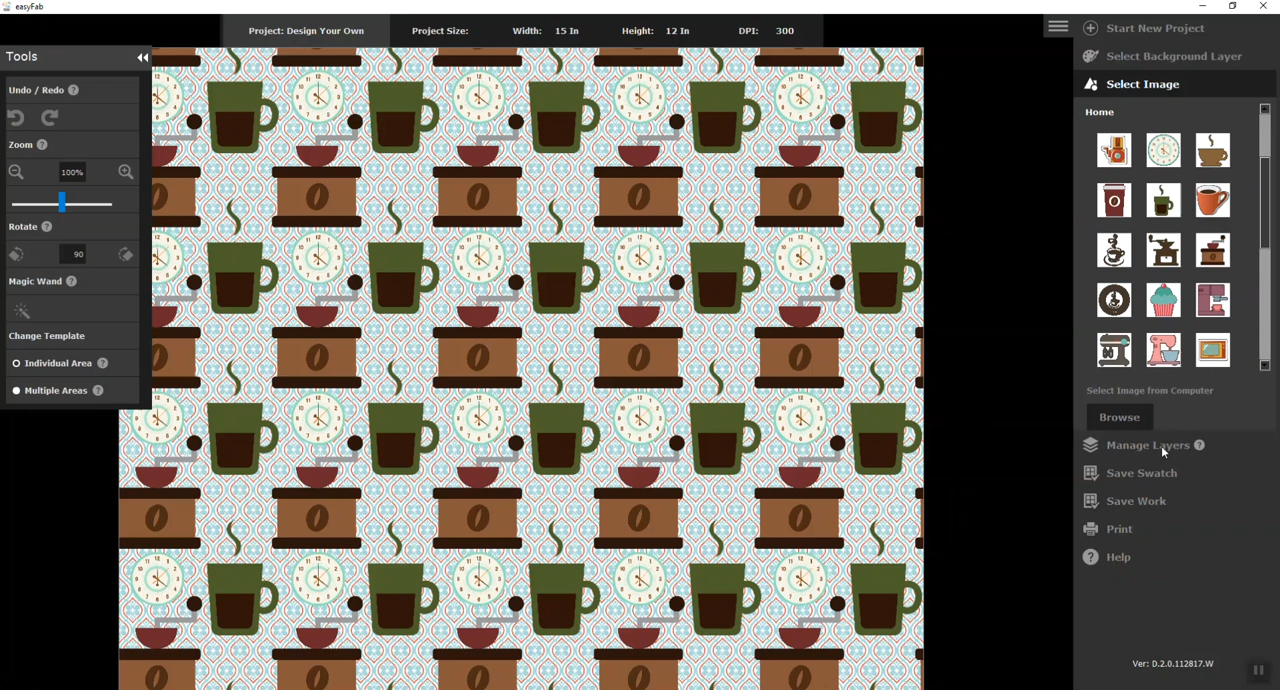 easyFab
Project: Design Your Own Project Size: Width: 15 In Height: 12 In DPI: 300
Tools
Undo / Redo ?
Zoom ?
100%
Rotate ?
90
Magic Wand ?
Change Template
Individual Area ?
Multiple Areas ?
Start New Project
Select Background Layer
Select Image
Home
Select Image from Computer
Browse
Manage Layers ?
Save Swatch
Save Work
Print
? Help
Ver: D.2.0.112817.W